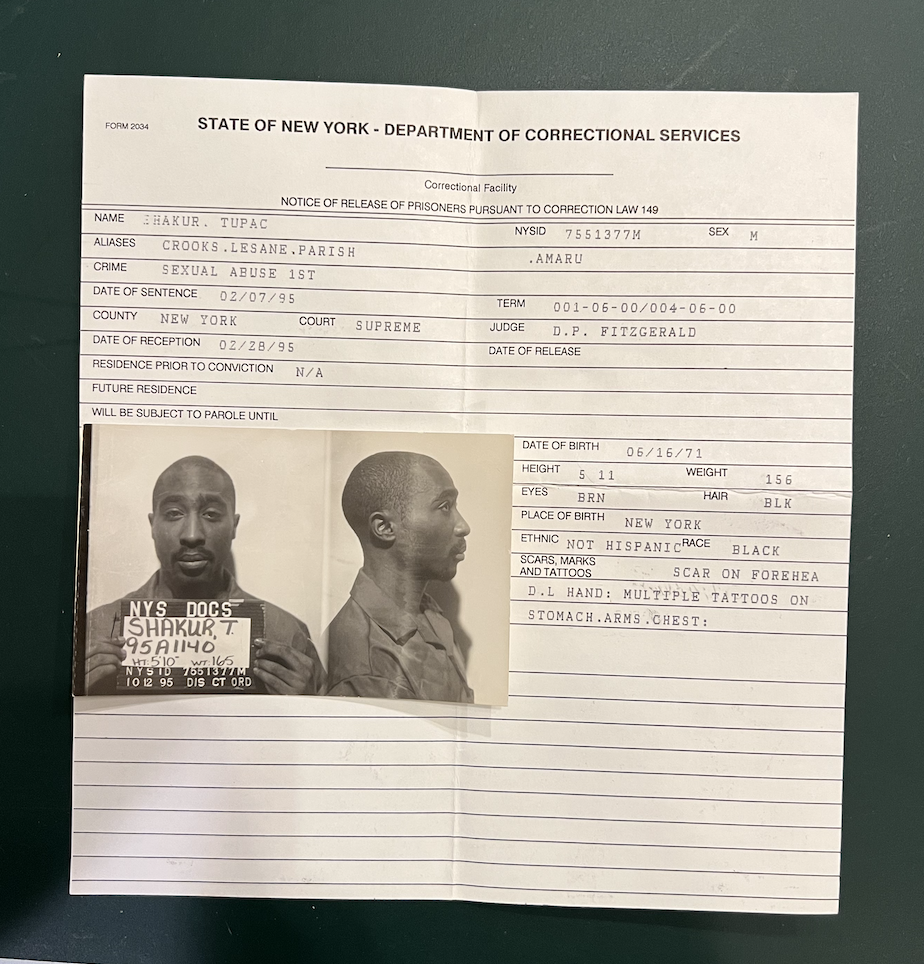 FORM 2034
STATE OF NEW YORK - DEPARTMENT OF CORRECTIONAL SERVICES
Correctional Facility
NOTICE OF RELEASE OF PRISONERS PURSUANT TO CORRECTION LAW 149
NAME SHAKUR. TUPAC NYSID 7551377M SEX M
ALIASES CROOKS.LESANE.PARISH .AMARU
CRIME SEXUAL ABUSE 1ST
DATE OF SENTENCE 02/07/95 TERM 001-06-00/004-06-00
COUNTY NEW YORK COURT SUPREME JUDGE D.P. FITZGERALD
DATE OF RECEPTION 02/28/95 DATE OF RELEASE
RESIDENCE PRIOR TO CONVICTION N/A
FUTURE RESIDENCE
WILL BE SUBJECT TO PAROLE UNTIL
DATE OF BIRTH 06/16/71
HEIGHT 5 11 WEIGHT 156
EYES BRN HAIR BLK
PLACE OF BIRTH NEW YORK
ETHNIC NOT HISPANIC RACE BLACK
SCARS, MARKS
AND TATTOOS SCAR ON FOREHEA
D.L HAND: MULTIPLE TATTOOS ON
STOMACH.ARMS.CHEST:
NYS DOCS
SHAKUR, T.
95A1140
HT: 5'10" WT: 165
NYSID 7551377M
10 12 95 DIS CT ORD